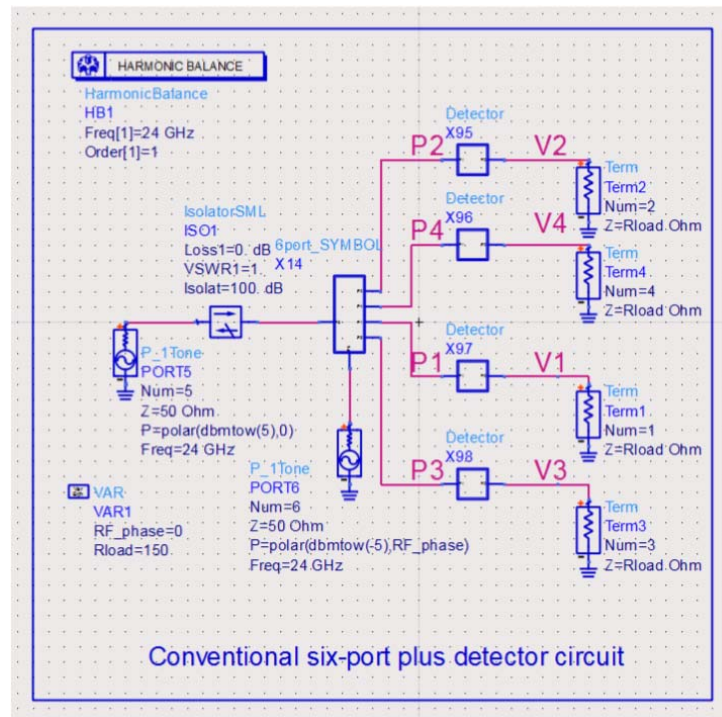 HARMONIC BALANCE
HarmonicBalance
HB1
Freq[1]=24 GHz
Order[1]=1
Detector
X95
P2
V2
Term
Term2
Num=2
Z=Rload Ohm
Detector
X96
P4
V4
Term
Term4
Num=4
Z=Rload Ohm
IsolatorSML
ISO1
Loss1=0. dB
VSWR1=1.
Isolat=100. dB
6port_SYMBOL
X14
Detector
X97
P1
V1
Term
Term1
Num=1
Z=Rload Ohm
P_1Tone
PORT5
Num=5
Z=50 Ohm
P=polar(dbmtow(5),0)
Freq=24 GHz
Detector
X98
P3
V3
Term
Term3
Num=3
Z=Rload Ohm
P_1Tone
PORT6
Num=6
Z=50 Ohm
P=polar(dbmtow(-5),RF_phase)
Freq=24 GHz
VAR
VAR1
RF_phase=0
Rload=150.
Conventional six-port plus detector circuit